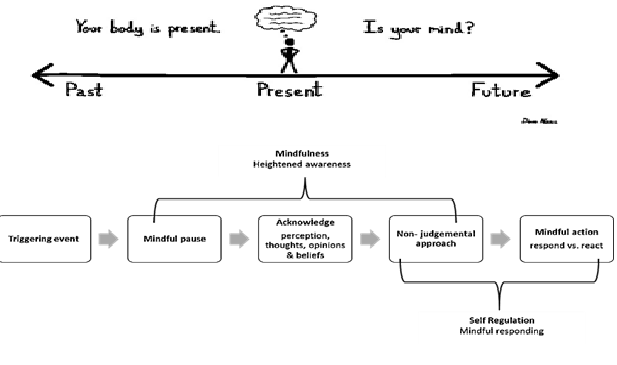 Your body is present.
Is your mind?
Past
Present
Future
Mindfulness
Heightened awareness
Triggering event
Mindful pause
Acknowledge
perception,
thoughts, opinions
& beliefs
Non- judgemental
approach
Mindful action
respond vs. react
Self Regulation
Mindful responding